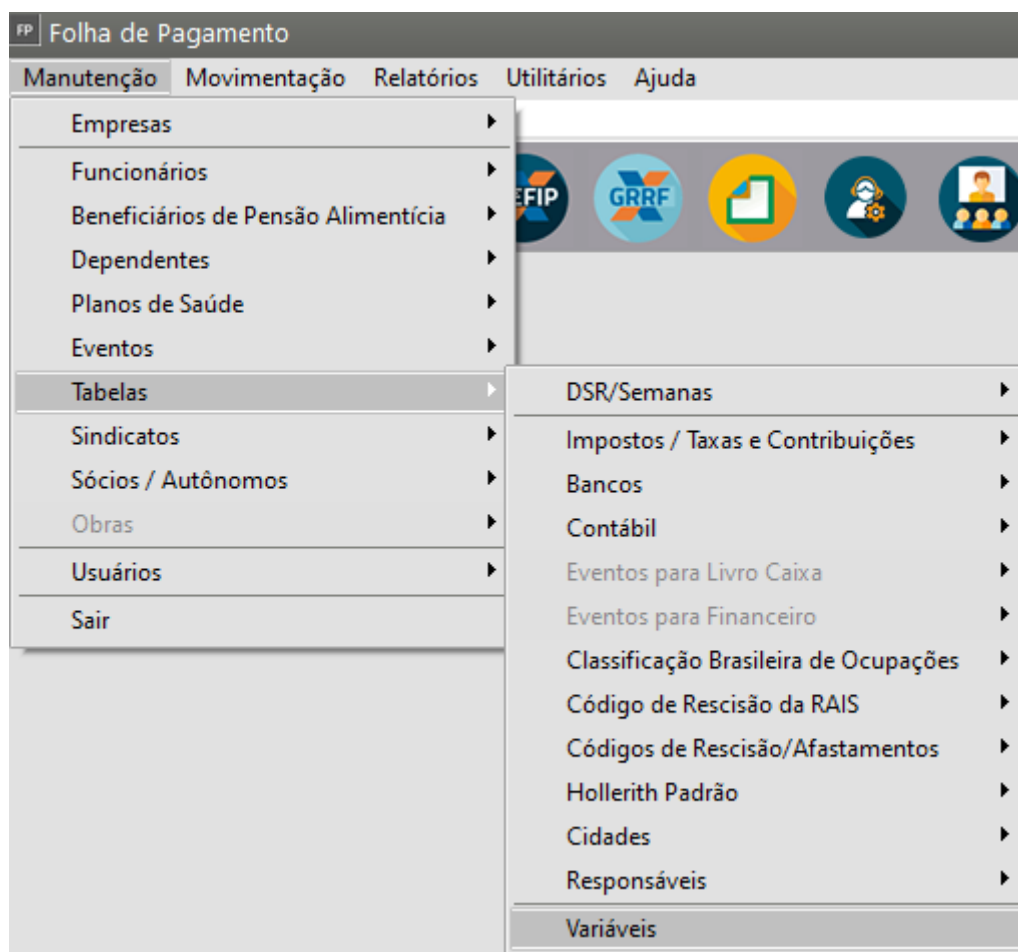 FP Folha de Pagamento
Manutenção Movimentação Relatórios Utilitários Ajuda
Empresas
Funcionários
Beneficiários de Pensão Alimentícia
Dependentes
Planos de Saúde
Eventos
Tabelas
Sindicatos
Sócios / Autônomos
Obras
Usuários
Sair
EFIP
GRRF
DSR/Semanas
Impostos / Taxas e Contribuições
Bancos
Contábil
Eventos para Livro Caixa
Eventos para Financeiro
Classificação Brasileira de Ocupações
Código de Rescisão da RAIS
Códigos de Rescisão/Afastamentos
Hollerith Padrão
Cidades
Responsáveis
Variáveis